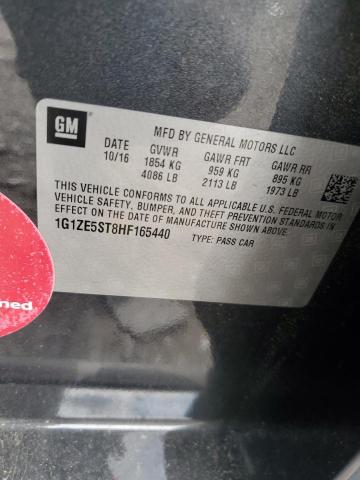 GM
MFD BY GENERAL MOTORS LLC
DATE GVWR GAWR FRT GAWR RR
10/16 1854 KG 959 KG 895 KG
4086 LB 2113 LB 1973 LB
THIS VEHICLE CONFORMS TO ALL APPLICABLE U.S. FEDERAL MOTOR
VEHICLE SAFETY, BUMPER, AND THEFT PREVENTION STANDARDS
IN EFFECT ON THE DATE OF MANUFACTURE SHOWN ABOVE.
1G1ZE5ST8HF165440 TYPE: PASS CAR